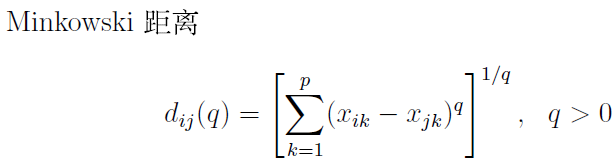 Minkowski 距离
$$d_{ij}(q) = \left[ \sum_{k=1}^{p} (x_{ik} - x_{jk})^q \right]^{1/q}, \quad q > 0$$